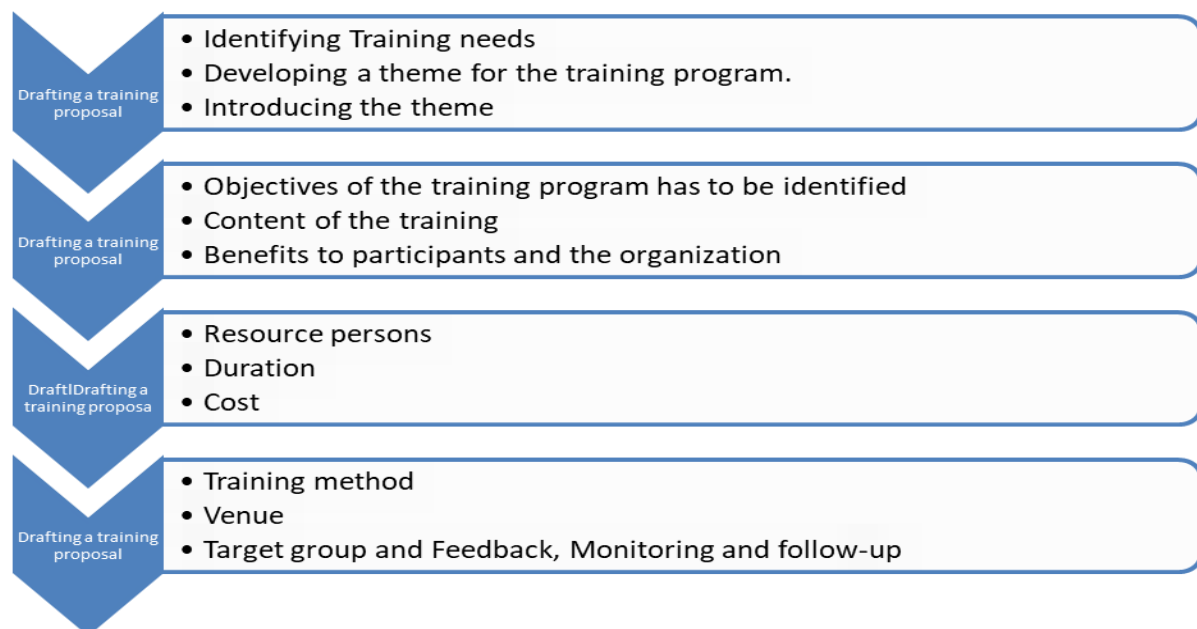 Drafting a training
proposal
• Identifying Training needs
• Developing a theme for the training program.
• Introducing the theme
Drafting a training
proposal
• Objectives of the training program has to be identified
• Content of the training
• Benefits to participants and the organization
DraftlDrafting a
training proposa
• Resource persons
• Duration
• Cost
Drafting a training
proposal
• Training method
• Venue
• Target group and Feedback, Monitoring and follow-up